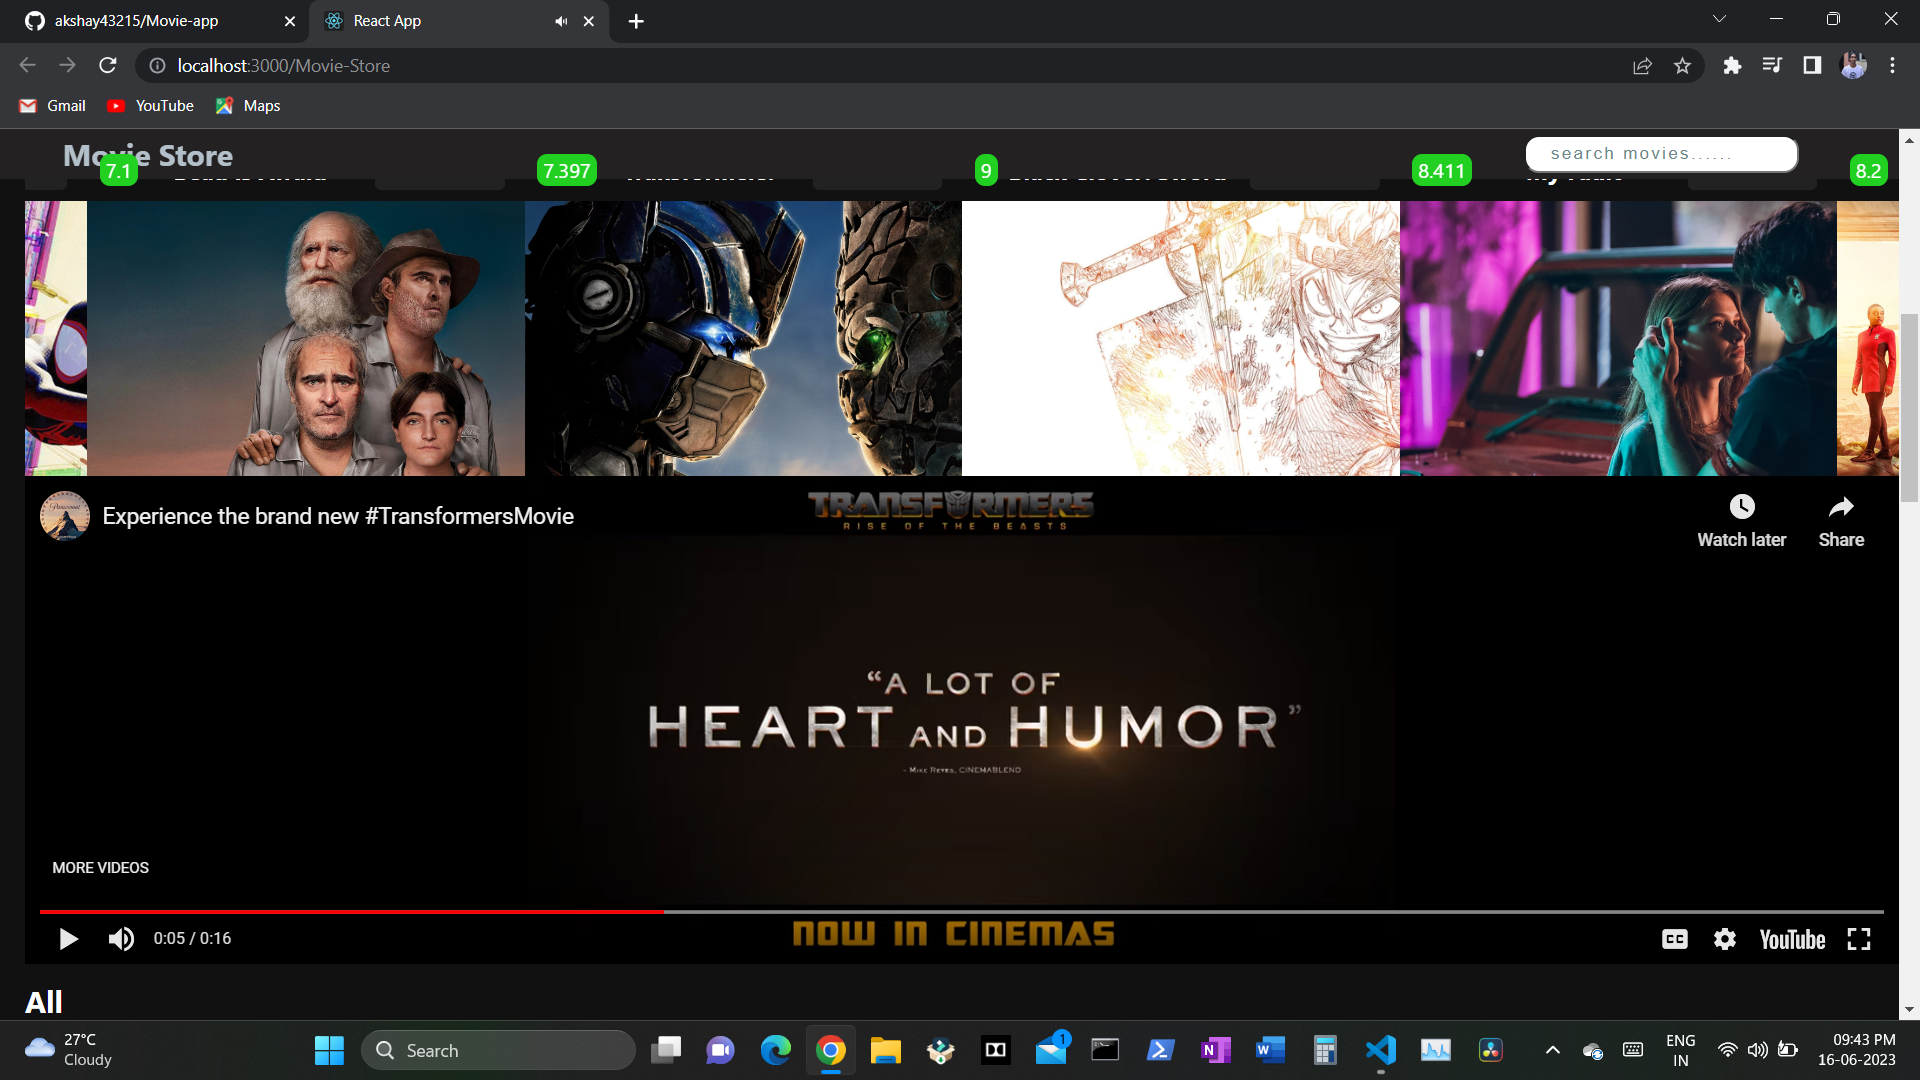 akshay43215/Movie-app
React App
localhost:3000/Movie-Store
Gmail
YouTube
Maps
Movie Store
search movies......
7.1
7.397
9
8.411
8.2
Experience the brand new #TransformersMovie
TRANSFORMERS
RISE OF THE BEASTS
Watch later
Share
“A LOT OF
HEART AND HUMOR”
- MIKE REYES, CINEMABLEND
MORE VIDEOS
0:05 / 0:16
NOW IN CINEMAS
CC
YouTube
All
27°C
Cloudy
Search
1
ENG
IN
09:43 PM
16-06-2023